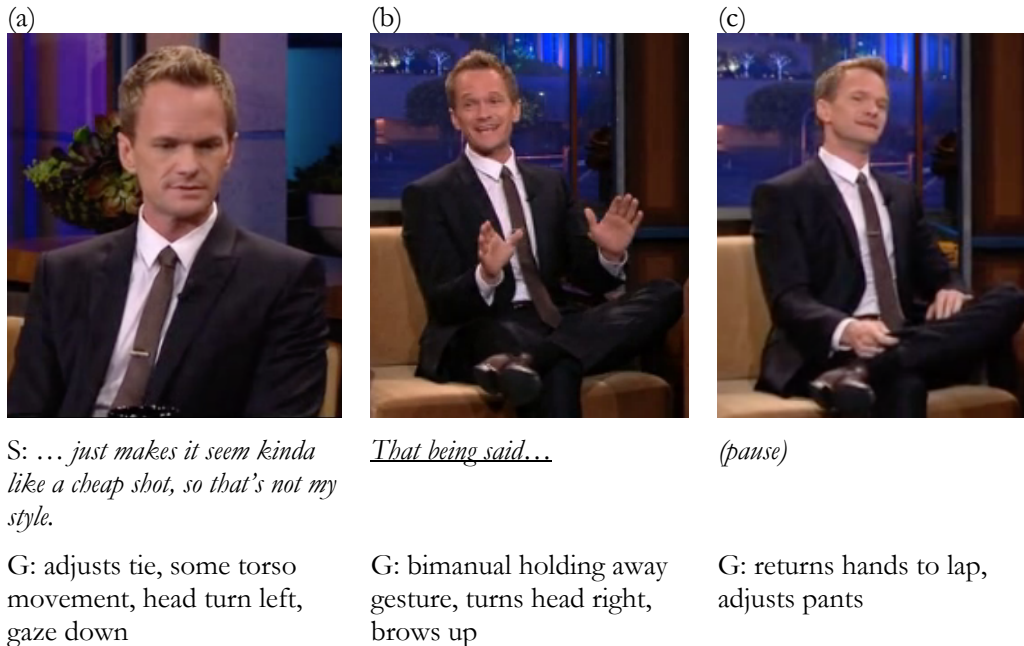 (a)
(b)
(c)
S: … just makes it seem kinda
like a cheap shot, so that's not my
style.
That being said…
(pause)
G: adjusts tie, some torso
movement, head turn left,
gaze down
G: bimanual holding away
gesture, turns head right,
brows up
G: returns hands to lap,
adjusts pants